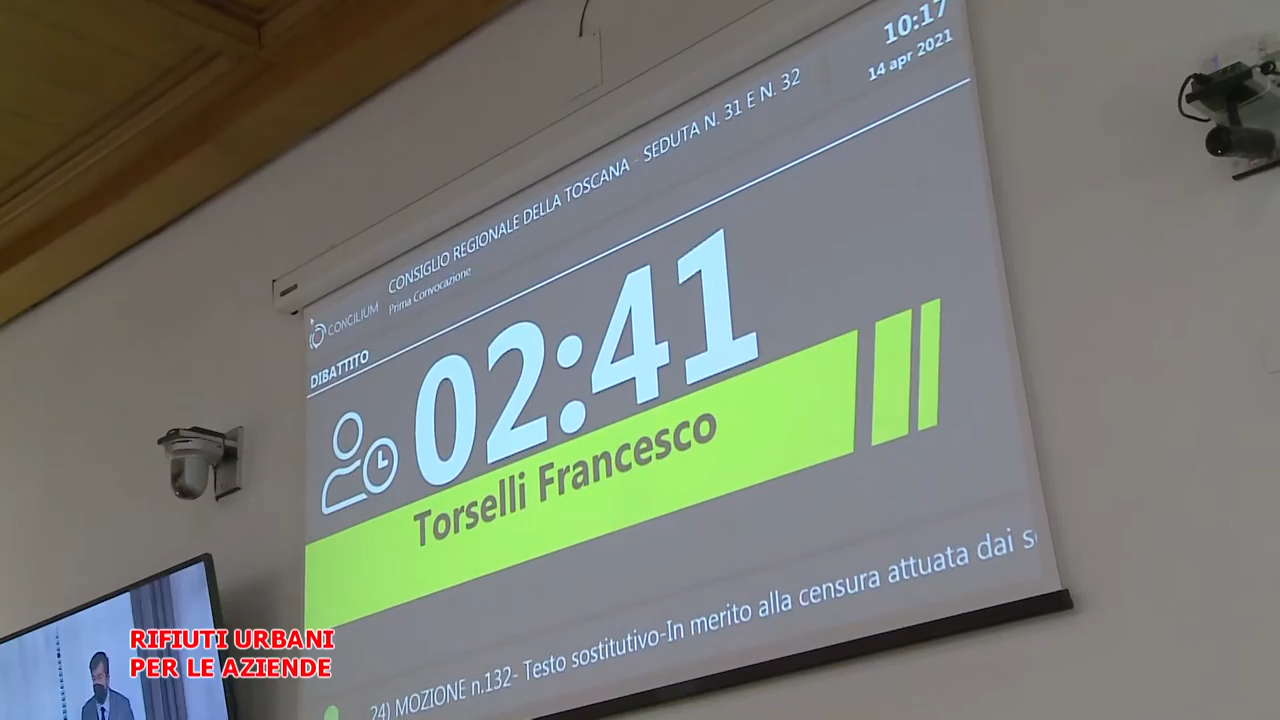 10:17
14 apr 2021
CONSIGLIO REGIONALE DELLA TOSCANA - SEDUTA N. 31 E N. 32
Prima Convocazione
CONCILIUM
DIBATTITO
02:41
Torselli Francesco
24) MOZIONE n.132- Testo sostitutivo-In merito alla censura attuata dai
RIFIUTI URBANI
PER LE AZIENDE